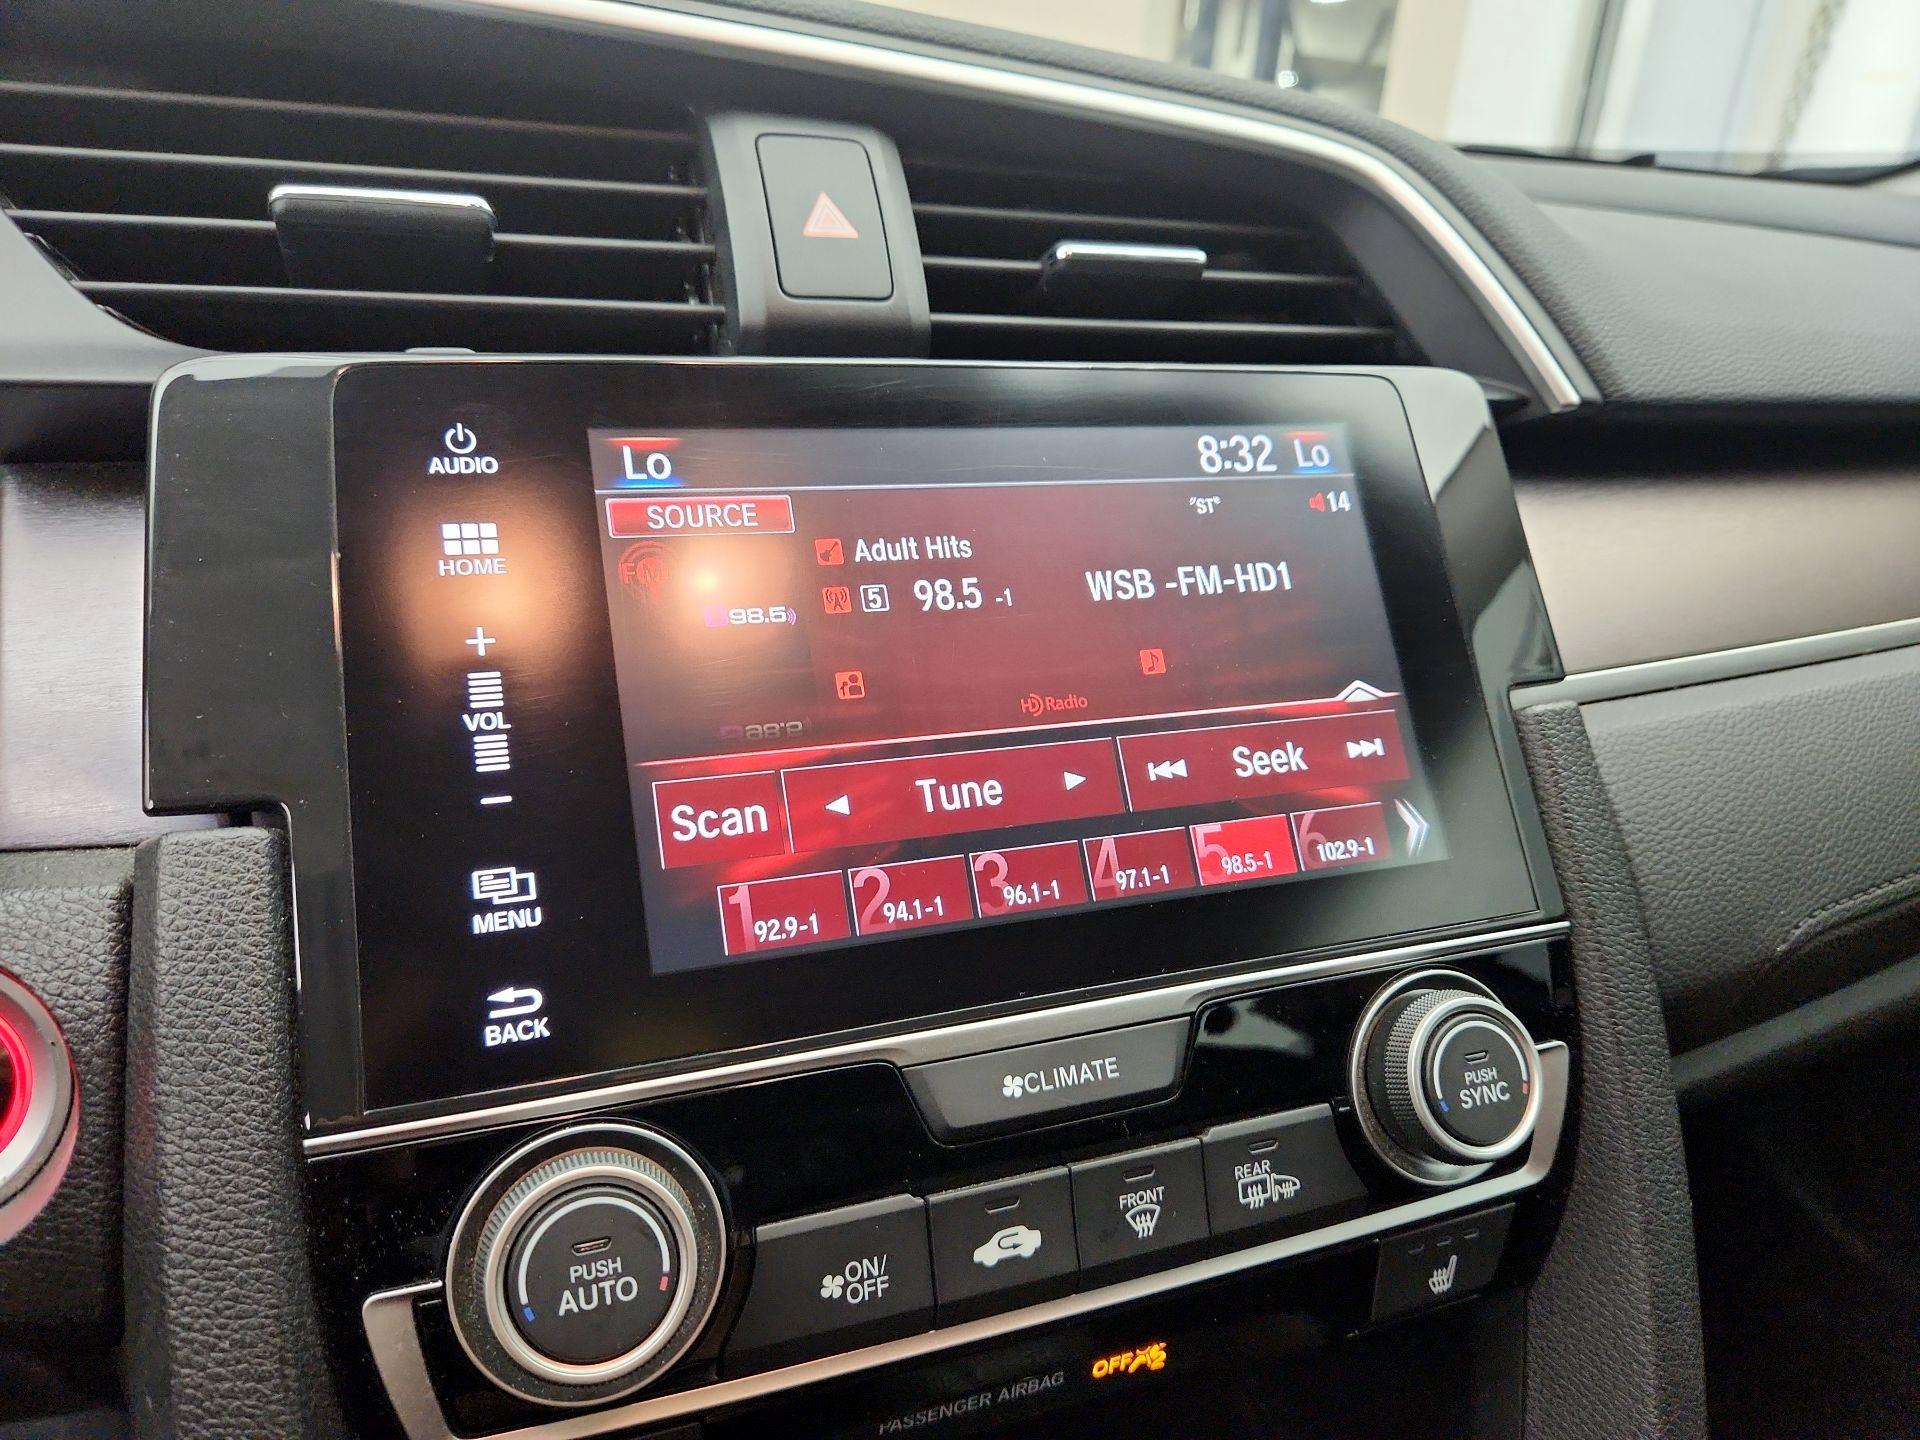 AUDIO
HOME
+
VOL
−
MENU
BACK
Lo
8:32 Lo
SOURCE
"ST"
14
FM
98.5
Adult Hits
5 98.5 -1
WSB -FM-HD1
HD Radio
Scan
Tune
Seek
1 92.9-1
2 94.1-1
3 96.1-1
4 97.1-1
5 98.5-1
6 102.9-1
CLIMATE
PUSH
AUTO
ON/
OFF
FRONT
REAR
PUSH
SYNC
PASSENGER AIRBAG
OFF